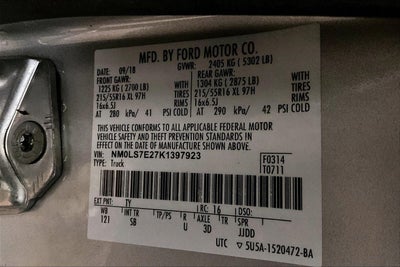 MFD. BY FORD MOTOR CO.
09/18 GVWR: 2405 KG ( 5302 LB)
FRONT GAWR: REAR GAWR:
1225 KG ( 2700 LB) WITH 1304 KG ( 2875 LB) WITH
215/55R16 XL 97H TIRES 215/55R16 XL 97H TIRES
16x6.5J RIMS 16x6.5J RIMS
AT 280 kPa/ 41 PSI COLD AT 290 kPa/ 42 PSI COLD
THIS VEHICLE CONFORMS TO ALL APPLICABLE FEDERAL MOTOR
VEHICLE SAFETY AND THEFT PREVENTION STANDARDS IN
EFFECT ON THE DATE OF MANUFACTURE SHOWN ABOVE.
VIN: NM0LS7E27K1397923 F0314
TYPE: Truck T0711
EXT PNT: TY RC: 16 DSO:
WB INT TR TP/PS R AXLE TR SPR
121 5B U 3D JJDD
UTC ▽ 5U5A-1520472-BA